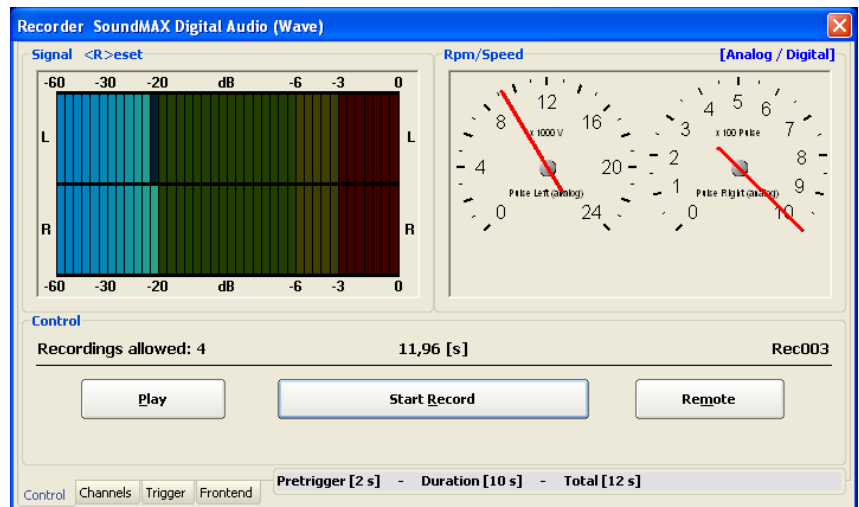 Recorder SoundMAX Digital Audio (Wave)
Signal <R>eset
-60 -30 -20 dB -6 -3 0
L L
R R
-60 -30 -20 dB -6 -3 0
Rpm/Speed [Analog / Digital]
0 4 8 12 16 20 24
x 1000 V
Pulse Left (analog)
0 1 2 3 4 5 6 7 8 9 10
x 100 Pulse
Pulse Right (analog)
Control
Recordings allowed: 4 11,96 [s] Rec003
Play Start Record Remote
Control Channels Trigger Frontend
Pretrigger [2 s] - Duration [10 s] - Total [12 s]